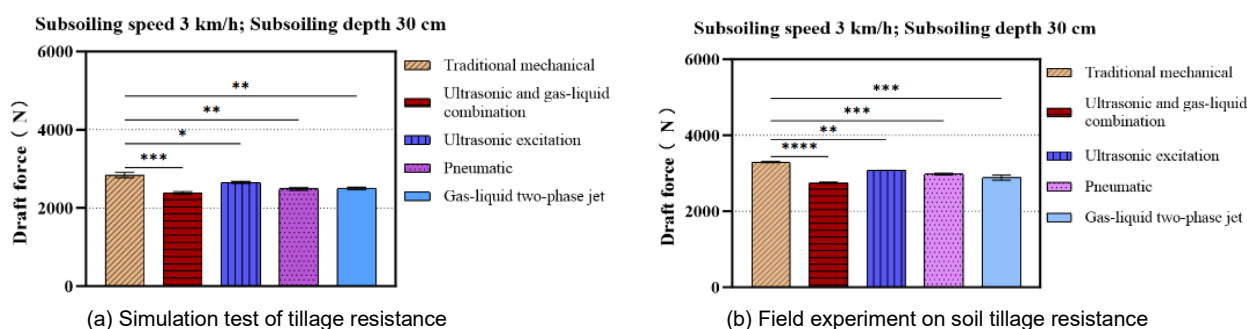 Subsoiling speed 3 km/h; Subsoiling depth 30 cm
Draft force ( N )
6000
4000
2000
0
**
**
*
***
Traditional mechanical
Ultrasonic and gas-liquid
combination
Ultrasonic excitation
Pneumatic
Gas-liquid two-phase jet
(a) Simulation test of tillage resistance
Subsoiling speed 3 km/h; Subsoiling depth 30 cm
Draft force ( N )
6000
4000
2000
0
***
***
**
****
Traditional mechanical
Ultrasonic and gas-liquid
combination
Ultrasonic excitation
Pneumatic
Gas-liquid two-phase jet
(b) Field experiment on soil tillage resistance